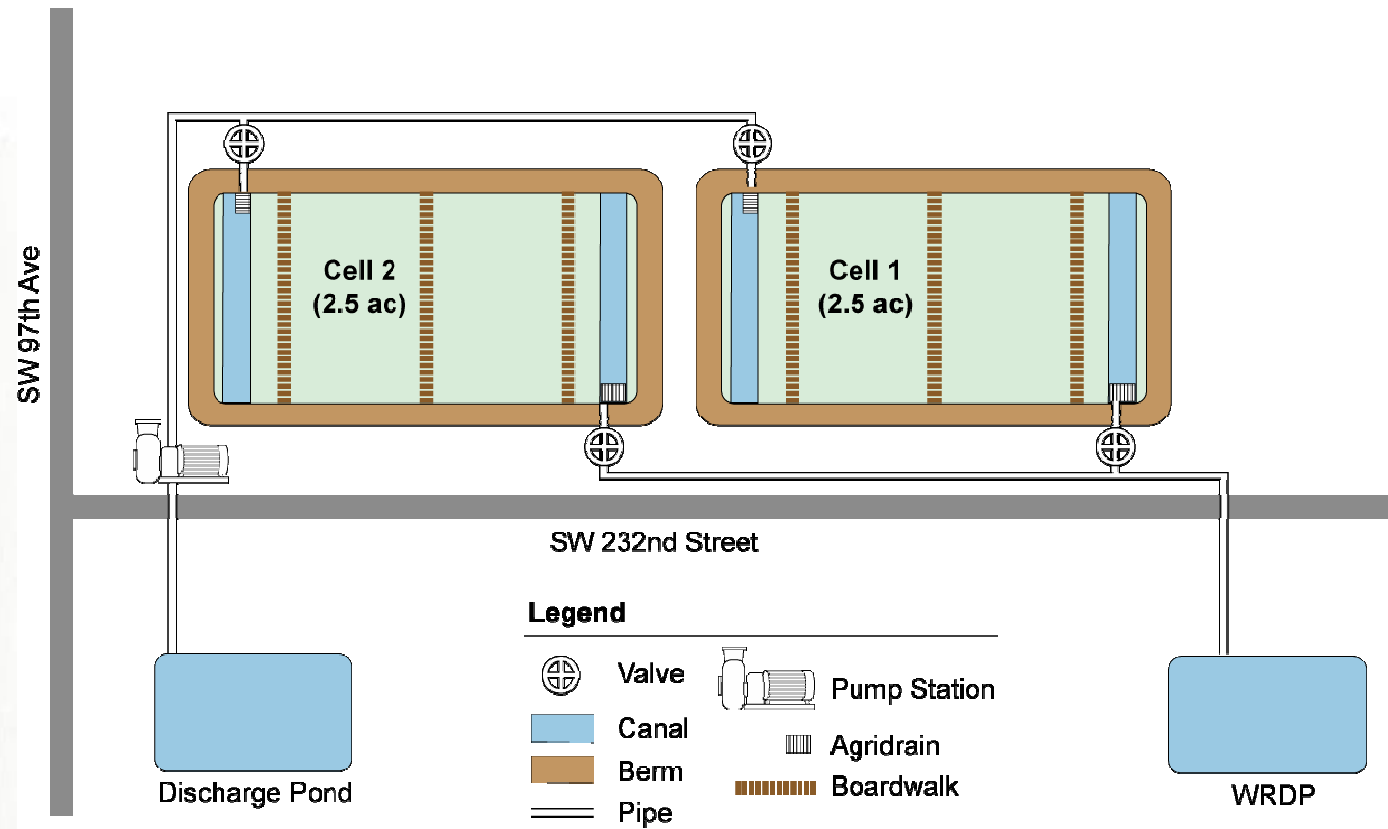 SW 97th Ave
Cell 2
(2.5 ac)
Cell 1
(2.5 ac)
SW 232nd Street
Legend
Valve
Canal
Berm
Pipe
Pump Station
Agridrain
Boardwalk
Discharge Pond
WRDP